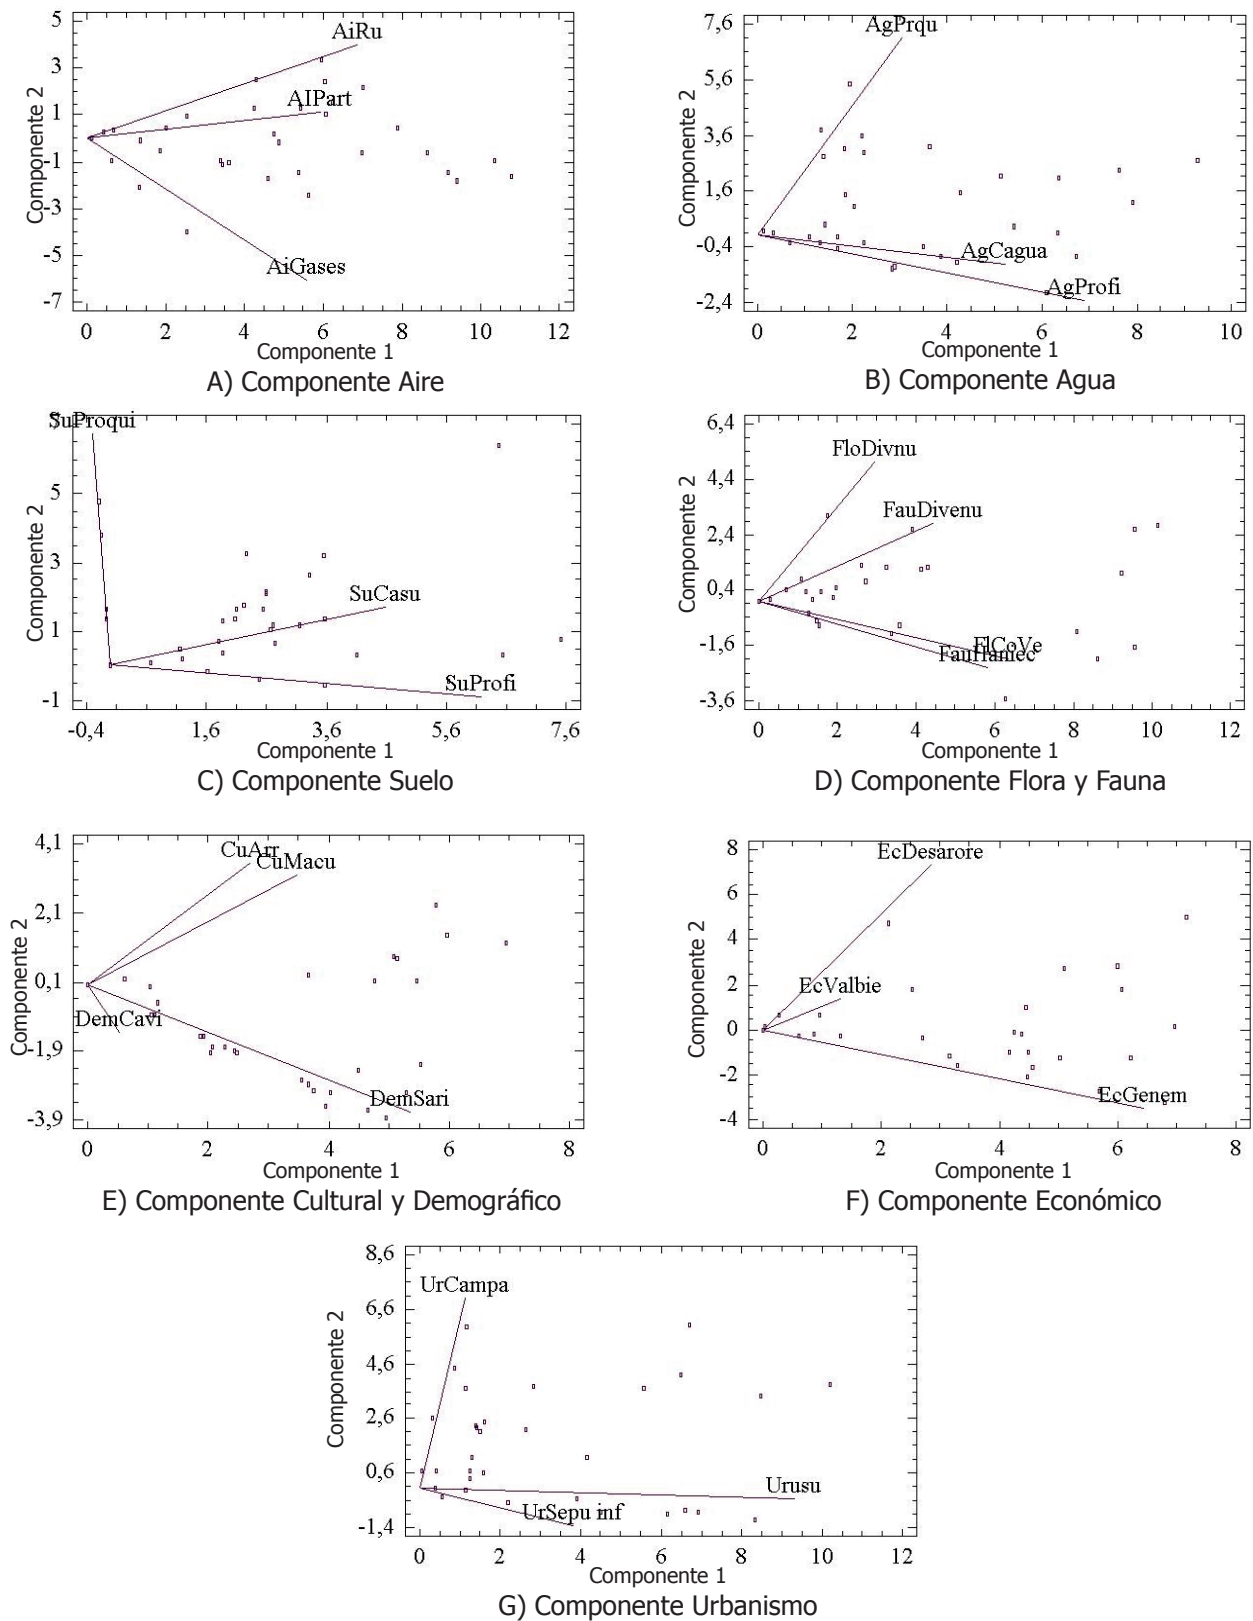 5
3
1
-1
-3
-5
-7
Componente 2
AiRu
AIPart
AiGases
0 2 4 6 8 10 12
Componente 1
A) Componente Aire
7,6
5,6
3,6
1,6
-0,4
-2,4
Componente 2
AgPrqu
AgCagua
AgProfi
0 2 4 6 8 10
Componente 1
B) Componente Agua
7
5
3
1
-1
Componente 2
SuProqui
SuCasu
SuProfi
-0,4 1,6 3,6 5,6 7,6
Componente 1
C) Componente Suelo
6,4
4,4
2,4
0,4
-1,6
-3,6
Componente 2
FloDivnu
FauDivenu
FlCoVe
FauHaniec
0 2 4 6 8 10 12
Componente 1
D) Componente Flora y Fauna
4,1
2,1
0,1
-1,9
-3,9
Componente 2
CuArr
CuMacu
DemCavi
DemSari
0 2 4 6 8
Componente 1
E) Componente Cultural y Demográfico
8
6
4
2
0
-2
-4
Componente 2
EcDesarore
EcValbie
EcGenem
0 2 4 6 8
Componente 1
F) Componente Económico
8,6
6,6
4,6
2,6
0,6
-1,4
Componente 2
UrCampa
Urusu
UrSepu inf
0 2 4 6 8 10 12
Componente 1
G) Componente Urbanismo